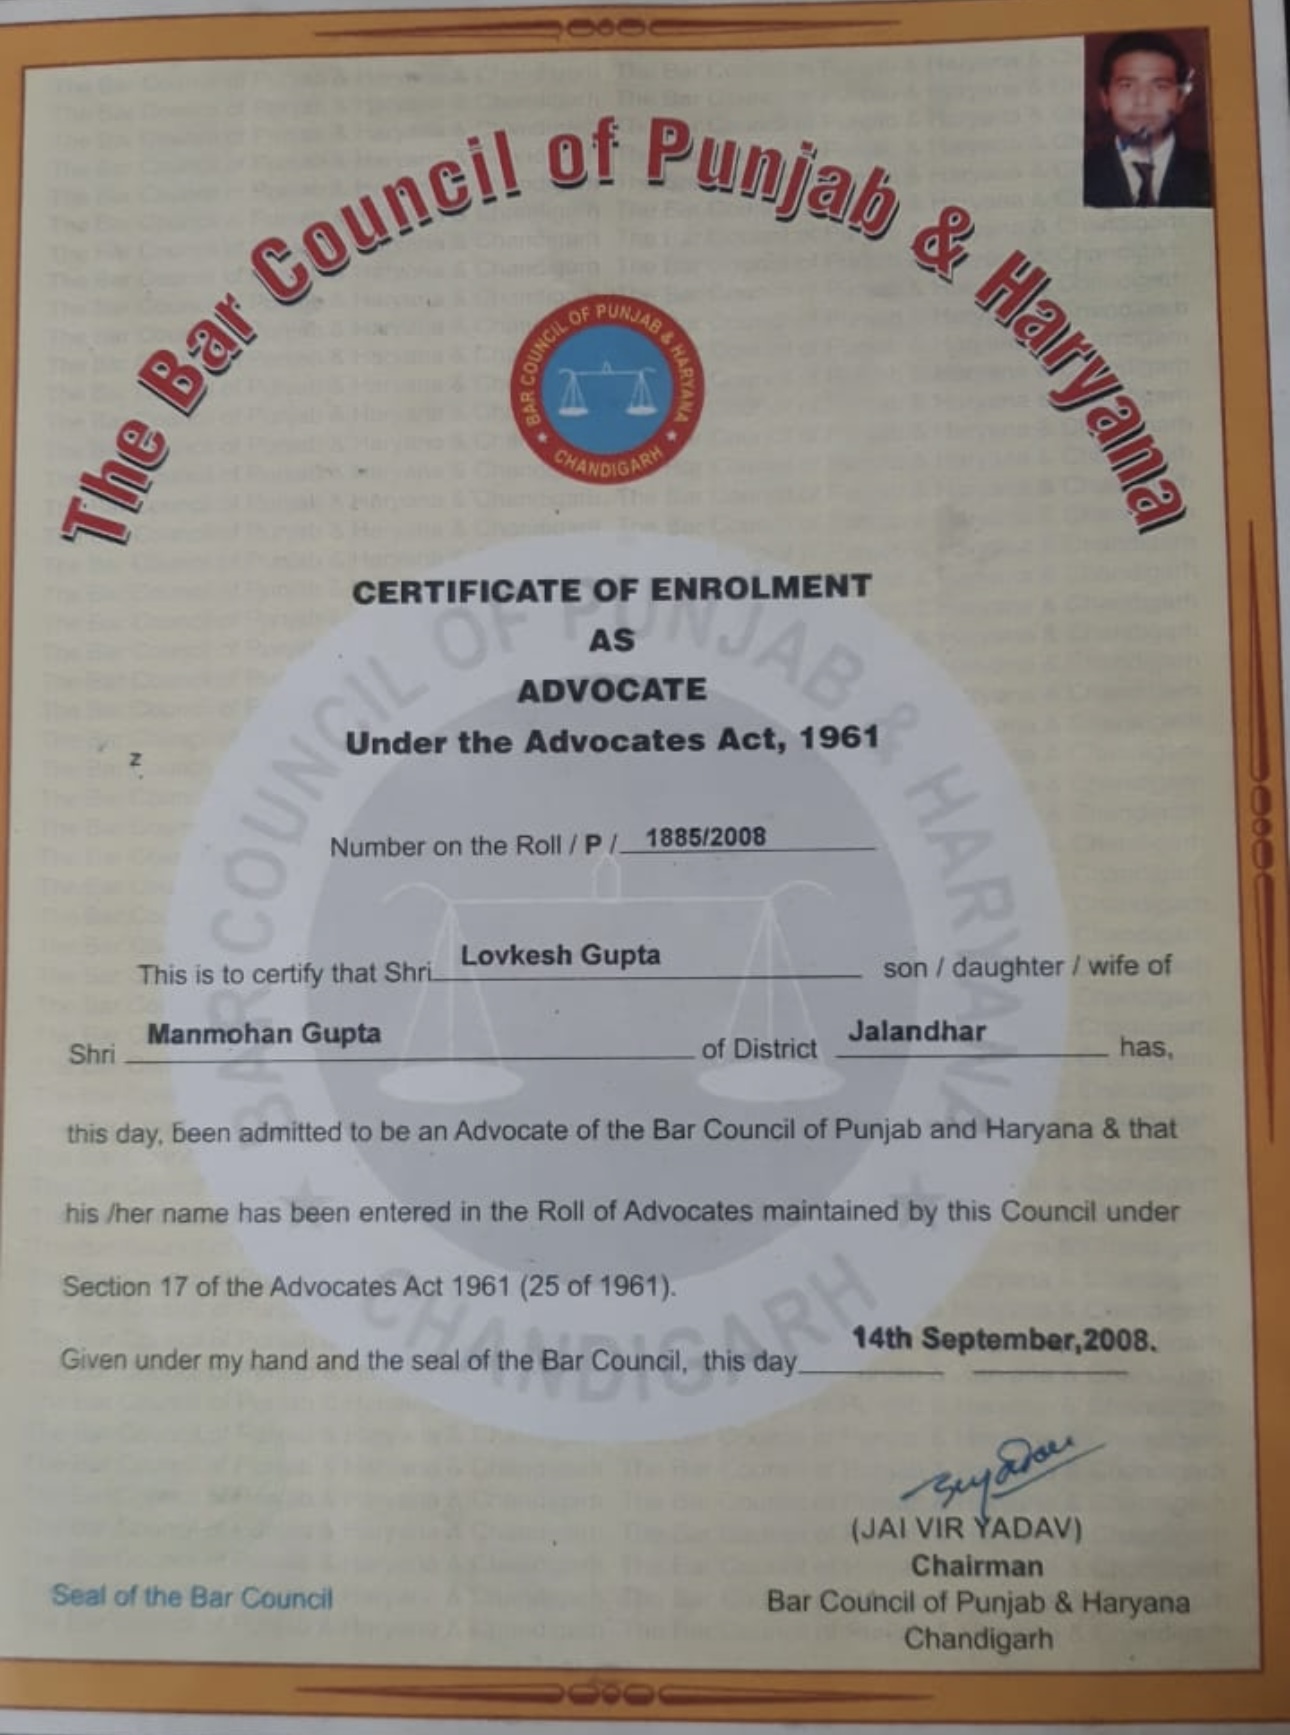 The Bar Council of Punjab & Haryana
BAR COUNCIL OF PUNJAB & HARYANA
★ CHANDIGARH ★
CERTIFICATE OF ENROLMENT
AS
ADVOCATE
Under the Advocates Act, 1961
z
Number on the Roll / P / 1885/2008
This is to certify that Shri Lovkesh Gupta son / daughter / wife of
Shri Manmohan Gupta of District Jalandhar has,
this day, been admitted to be an Advocate of the Bar Council of Punjab and Haryana & that
his /her name has been entered in the Roll of Advocates maintained by this Council under
Section 17 of the Advocates Act 1961 (25 of 1961).
Given under my hand and the seal of the Bar Council, this day 14th September,2008.
(JAI VIR YADAV)
Chairman
Seal of the Bar Council
Bar Council of Punjab & Haryana
Chandigarh